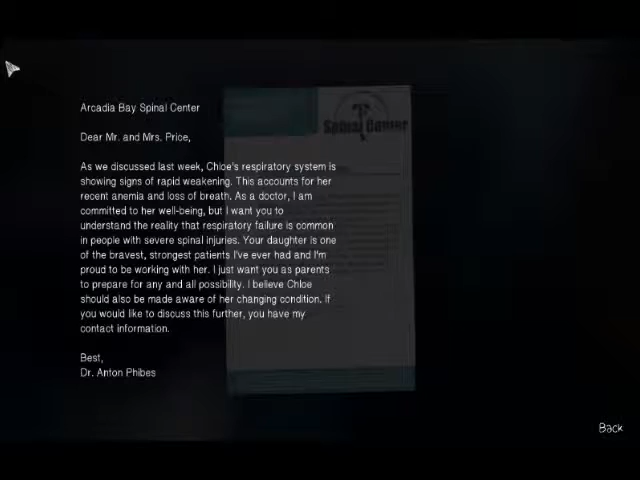 Arcadia Bay Spinal Center
Dear Mr. and Mrs. Price,
As we discussed last week, Chloe's respiratory system is
showing signs of rapid weakening. This accounts for her
recent anemia and loss of breath. As a doctor, I am
committed to her well-being, but I want you to
understand the reality that respiratory failure is common
in people with severe spinal injuries. Your daughter is one
of the bravest, strongest patients I've ever had and I'm
proud to be working with her. I just want you as parents
to prepare for any and all possibility. I believe Chloe
should also be made aware of her changing condition. If
you would like to discuss this further, you have my
contact information.
Best,
Dr. Anton Phibes
Spinal Center
Back